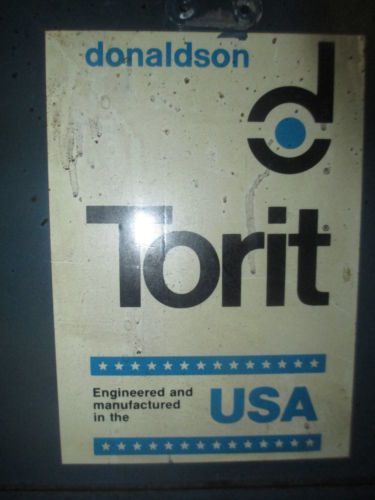 donaldson
d
Torit®
Engineered and
manufactured
in the
USA